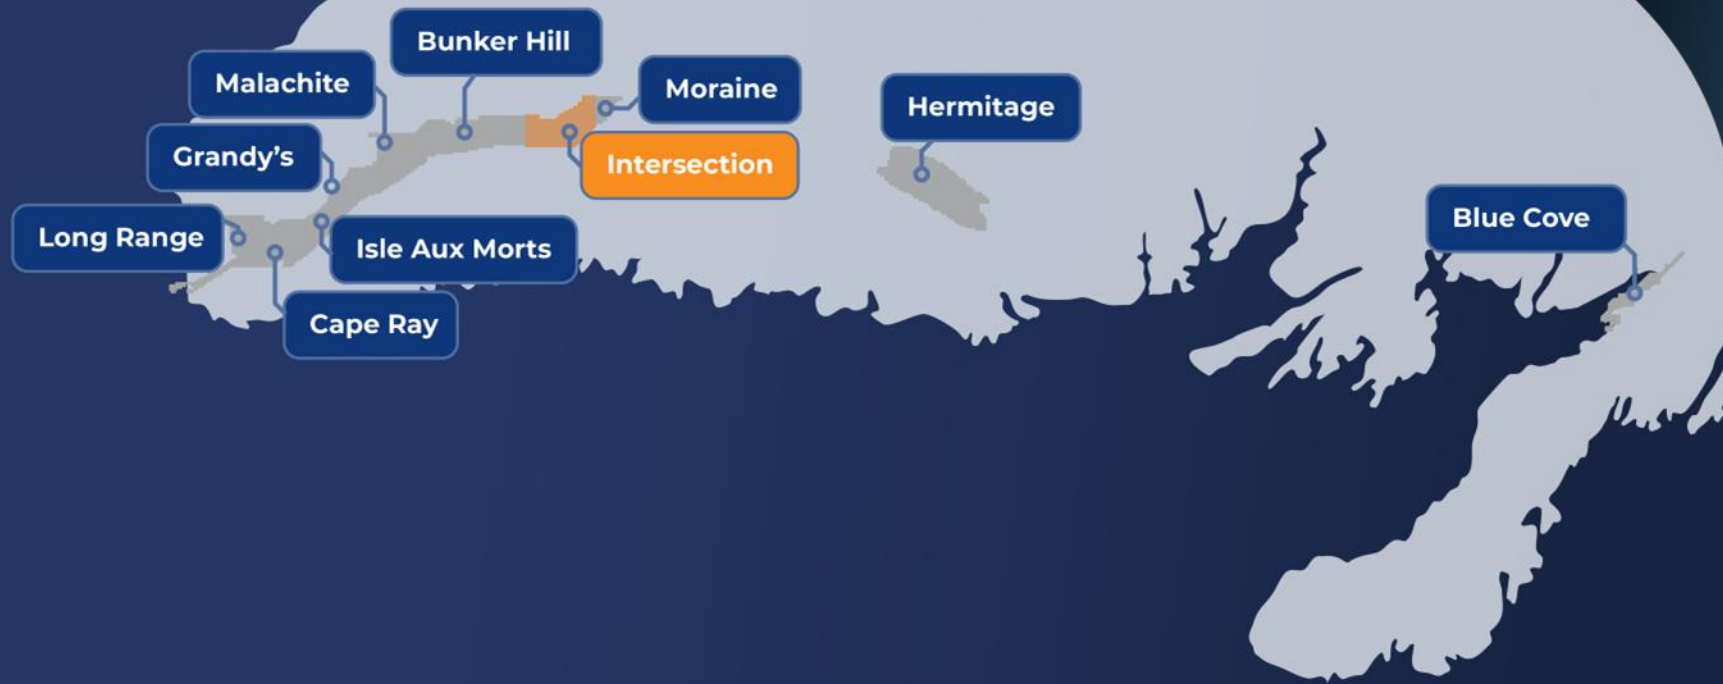 Bunker Hill
Malachite
Moraine
Hermitage
Grandy’s
Intersection
Blue Cove
Long Range
Isle Aux Morts
Cape Ray